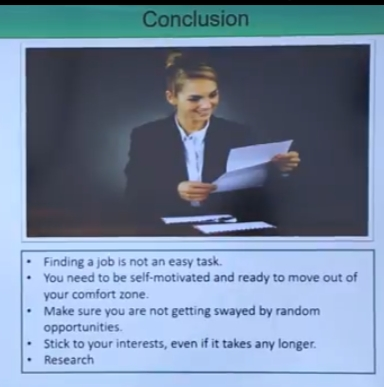 Conclusion
• Finding a job is not an easy task.
• You need to be self-motivated and ready to move out of
your comfort zone.
• Make sure you are not getting swayed by random
opportunities.
• Stick to your interests, even if it takes any longer.
• Research